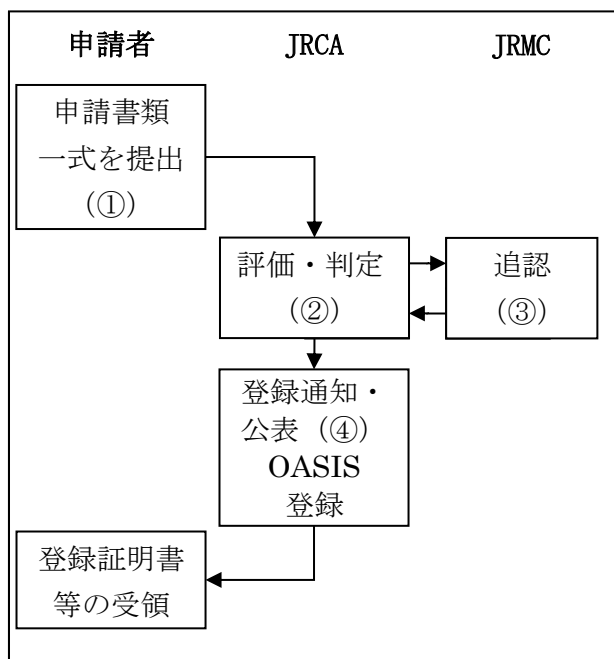 申請者 JRCA JRMC
申請書類
一式を提出
(①)
評価・判定
(②)
追認
(③)
登録通知・
公表 (④)
OASIS
登録
登録証明書
等の受領